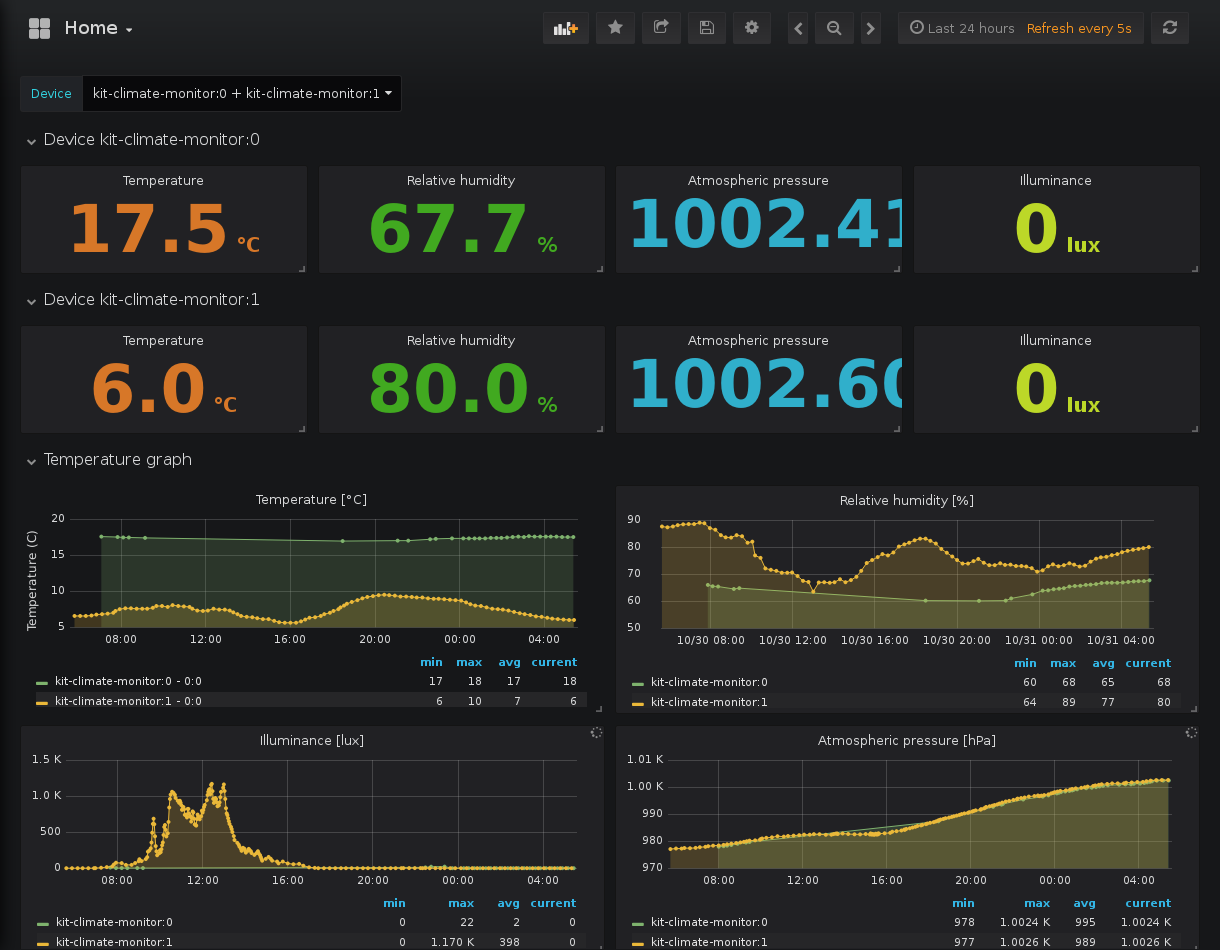 Home
Last 24 hours Refresh every 5s
Device kit-climate-monitor:0 + kit-climate-monitor:1
Device kit-climate-monitor:0
Temperature Relative humidity Atmospheric pressure Illuminance
17.5 °C 67.7 % 1002.41 0 lux
Device kit-climate-monitor:1
Temperature Relative humidity Atmospheric pressure Illuminance
6.0 °C 80.0 % 1002.60 0 lux
Temperature graph
Temperature [°C]
Temperature (C)
20
15
10
5
08:00 12:00 16:00 20:00 00:00 04:00
min max avg current
kit-climate-monitor:0 - 0:0 17 18 17 18
kit-climate-monitor:1 - 0:0 6 10 7 6
Relative humidity [%]
90
80
70
60
50
10/30 08:00 10/30 12:00 10/30 16:00 10/30 20:00 10/31 00:00 10/31 04:00
min max avg current
kit-climate-monitor:0 60 68 65 68
kit-climate-monitor:1 64 89 77 80
Illuminance [lux]
1.5 K
1.0 K
500
0
08:00 12:00 16:00 20:00 00:00 04:00
min max avg current
kit-climate-monitor:0 0 22 2 0
kit-climate-monitor:1 0 1.170 K 398 0
Atmospheric pressure [hPa]
1.01 K
1.00 K
990
980
970
08:00 12:00 16:00 20:00 00:00 04:00
min max avg current
kit-climate-monitor:0 978 1.0024 K 995 1.0024 K
kit-climate-monitor:1 977 1.0026 K 989 1.0026 K